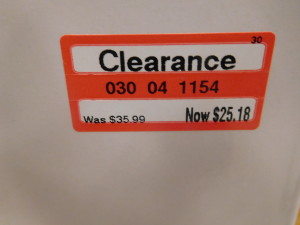 30
Clearance
030 04 1154
Was $35.99 Now $25.18